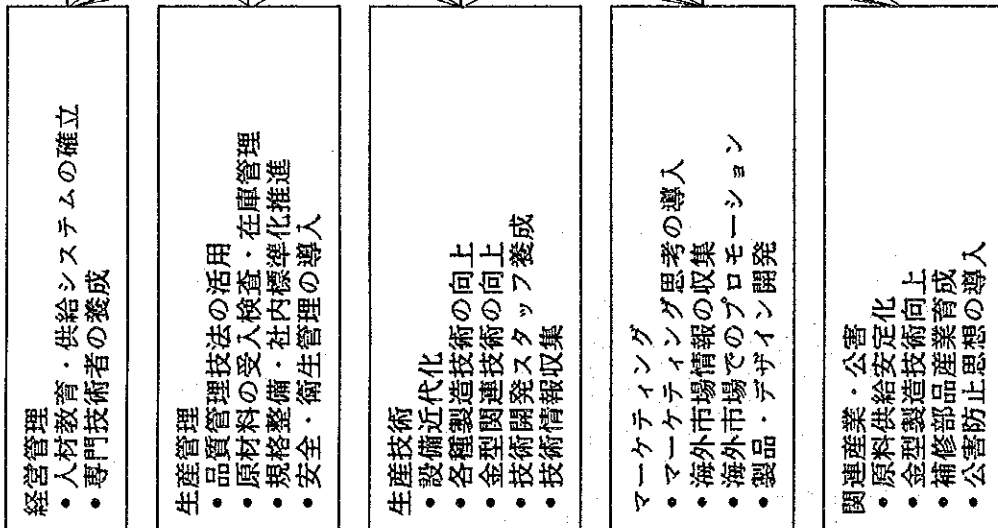 経営管理
• 人材教育・供給システムの確立
• 専門技術者の養成
生産管理
• 品質管理技法の活用
• 原材料の受入検査・在庫管理
• 規格整備・社内標準化推進
• 安全・衛生管理の導入
生産技術
• 設備近代化
• 各種製造技術の向上
• 金型関連技術の向上
• 技術開発スタッフ養成
• 技術情報収集
マーケティング
• マーケティング思考の導入
• 海外市場情報の収集
• 海外市場でのプロモーション
• 製品・デザイン開発
関連産業・公害
• 原料供給安定化
• 金型製造技術向上
• 補修部品産業育成
• 公害防止思想の導入